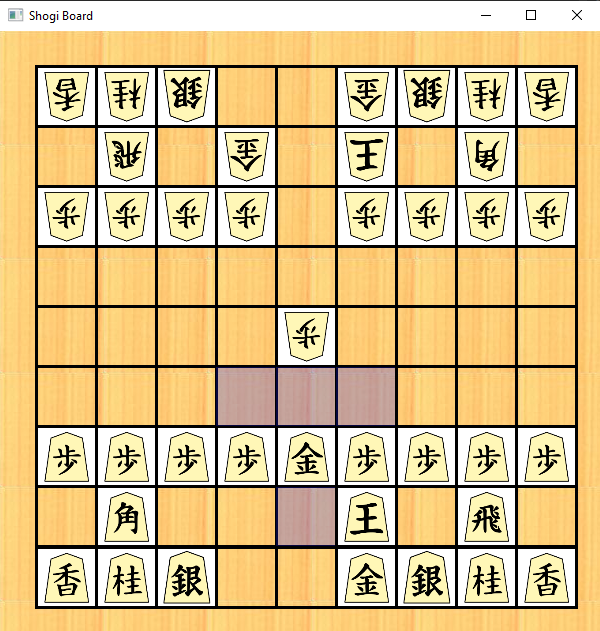 Shogi Board
香 桂 銀 金 銀 桂 香
飛 金 王 角
歩 歩 歩 歩 歩 歩 歩 歩
歩
歩 歩 歩 歩 金 歩 歩 歩 歩
角 王 飛
香 桂 銀 金 銀 桂 香